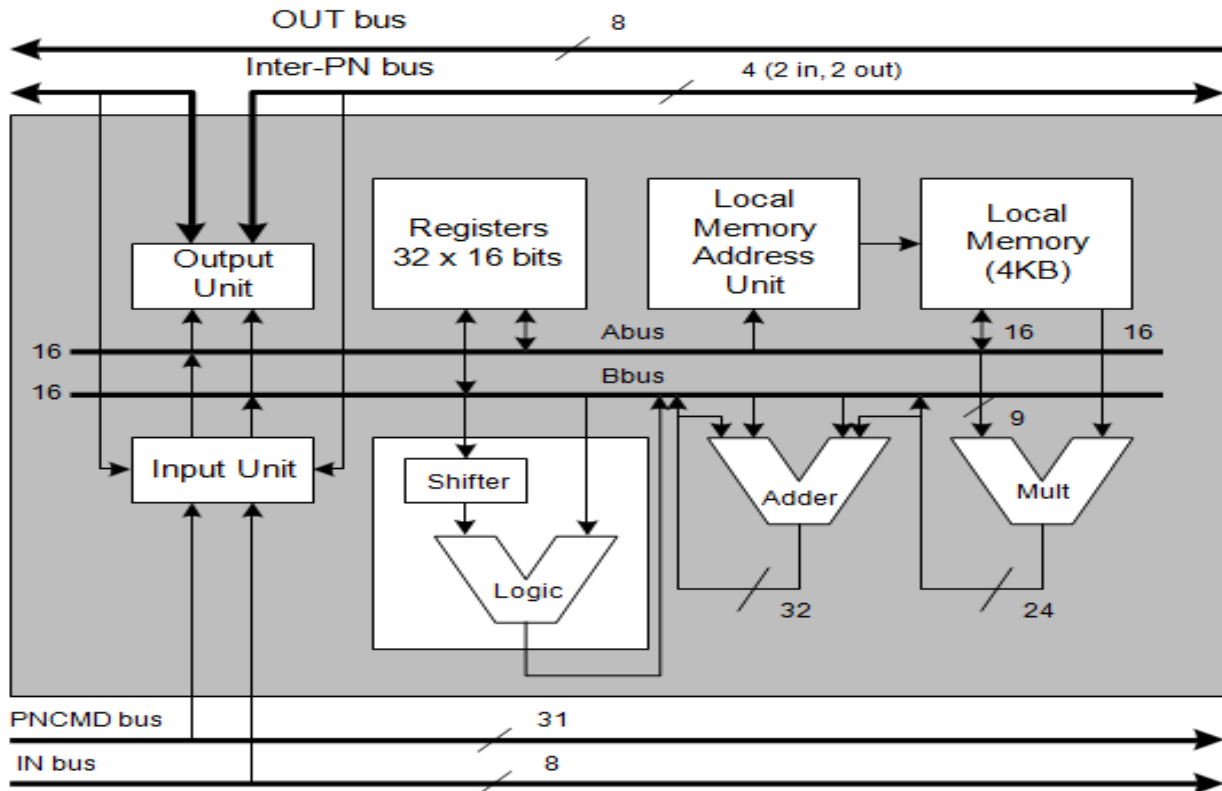 OUT bus
8
Inter-PN bus
4 (2 in, 2 out)
Output
Unit
Registers
32 x 16 bits
Local
Memory
Address
Unit
Local
Memory
(4KB)
16
Abus
16
16
16
Bbus
9
Input Unit
Shifter
Logic
Adder
Mult
32
24
PNCMD bus
31
IN bus
8